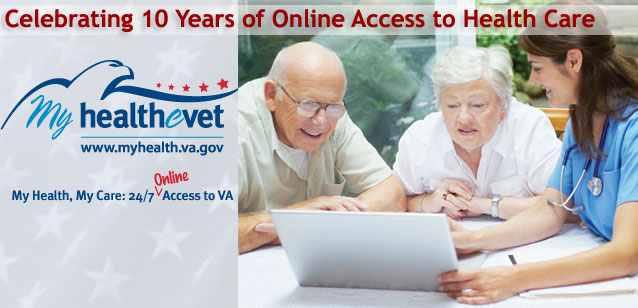 Celebrating 10 Years of Online Access to Health Care
My healthevet
www.myhealth.va.gov
Online
My Health, My Care: 24/7 Access to VA